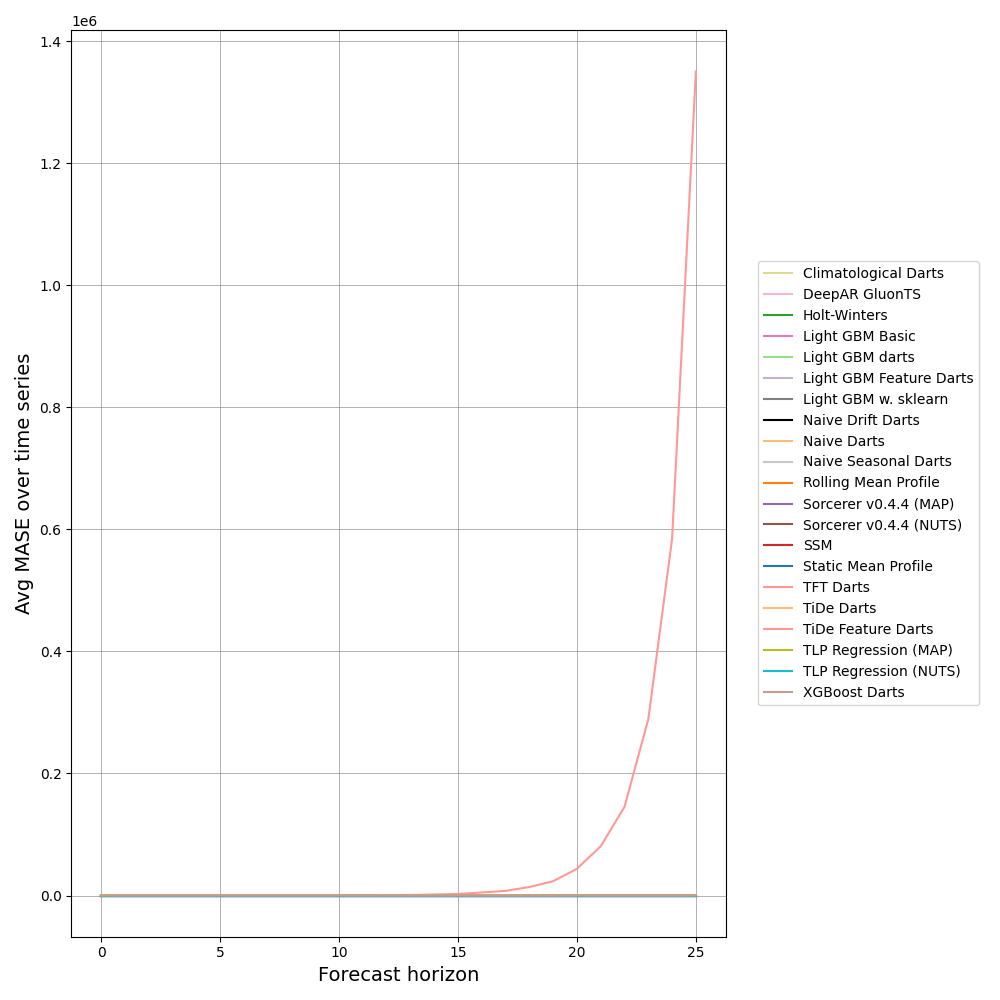 1e6
1.4
1.2
1.0
0.8
0.6
0.4
0.2
0.0
Avg MASE over time series
0 5 10 15 20 25
Forecast horizon
Climatological Darts
DeepAR GluonTS
Holt-Winters
Light GBM Basic
Light GBM darts
Light GBM Feature Darts
Light GBM w. sklearn
Naive Drift Darts
Naive Darts
Naive Seasonal Darts
Rolling Mean Profile
Sorcerer v0.4.4 (MAP)
Sorcerer v0.4.4 (NUTS)
SSM
Static Mean Profile
TFT Darts
TiDe Darts
TiDe Feature Darts
TLP Regression (MAP)
TLP Regression (NUTS)
XGBoost Darts